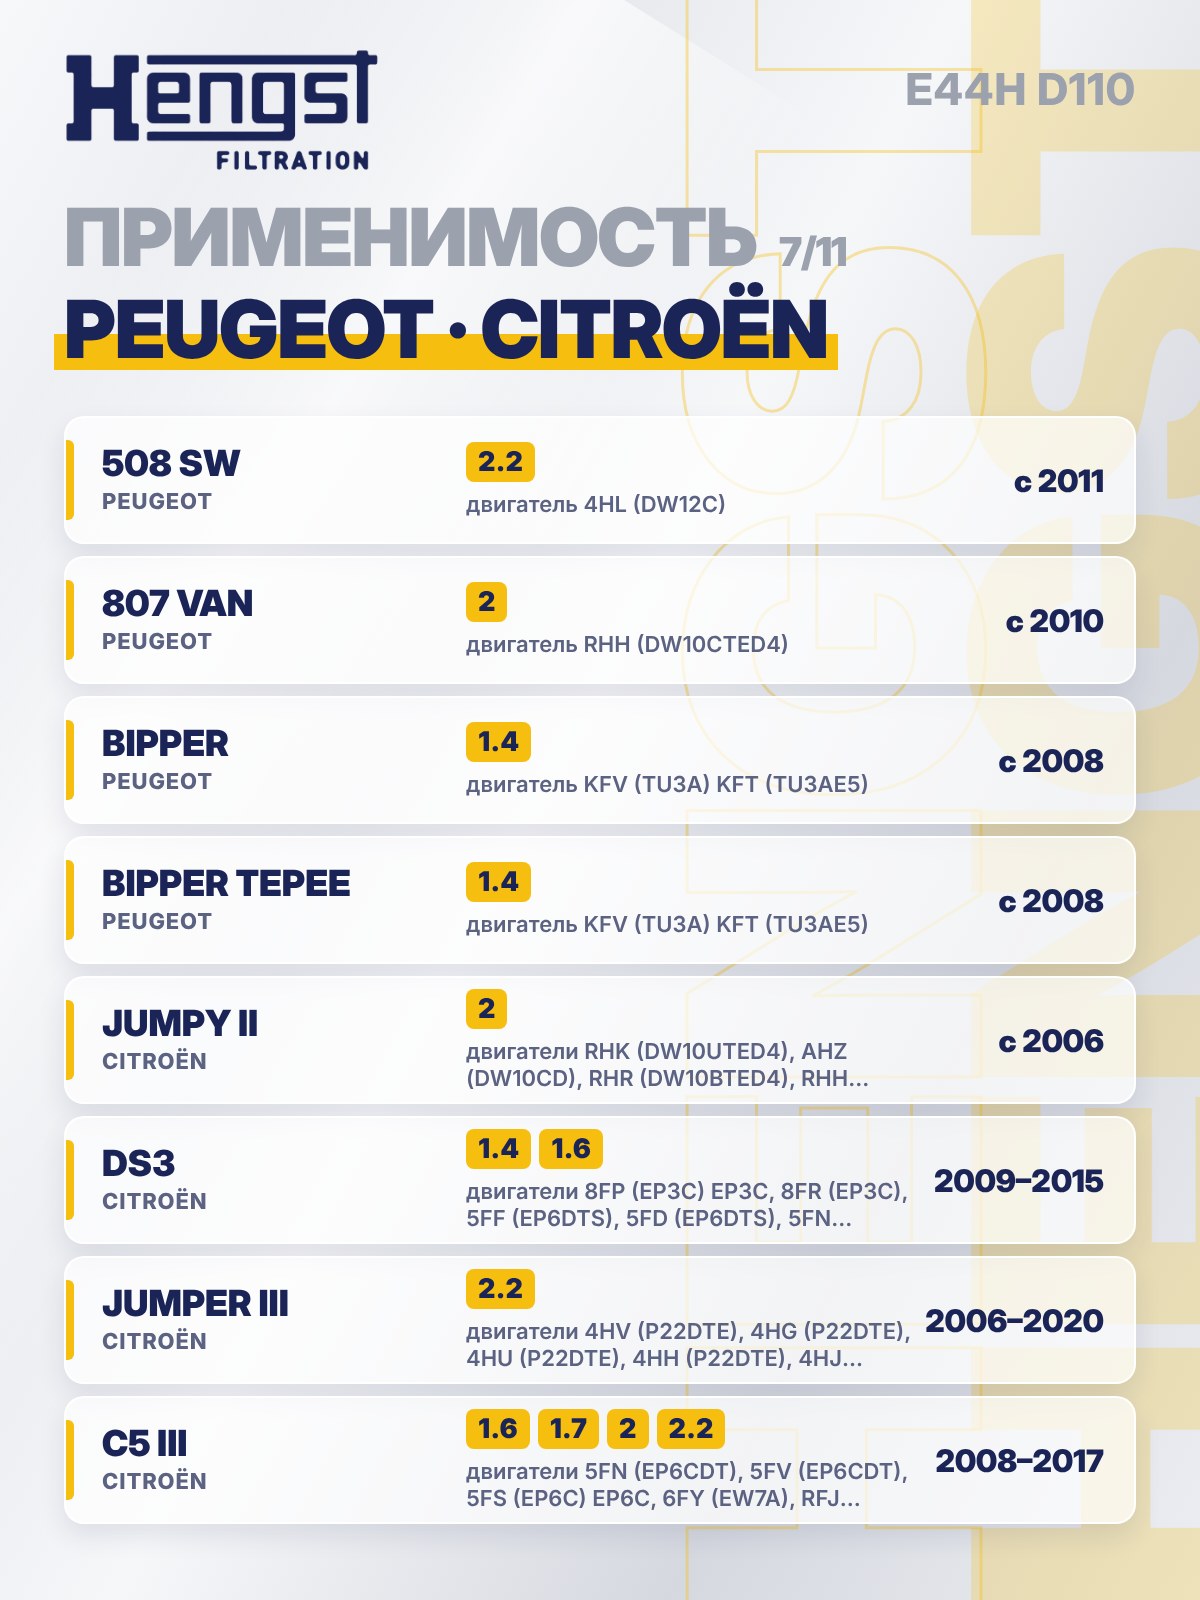 Hengst
FILTRATION
E44H D110
ПРИМЕНИМОСТЬ 7/11
PEUGEOT · CITROËN
508 SW
PEUGEOT
2.2
двигатель 4HL (DW12C)
с 2011
807 VAN
PEUGEOT
2
двигатель RHH (DW10CTED4)
с 2010
BIPPER
PEUGEOT
1.4
двигатель KFV (TU3A) KFT (TU3AE5)
с 2008
BIPPER TEPEE
PEUGEOT
1.4
двигатель KFV (TU3A) KFT (TU3AE5)
с 2008
JUMPY II
CITROËN
2
двигатели RHK (DW10UTED4), AHZ
(DW10CD), RHR (DW10BTED4), RHH...
с 2006
DS3
CITROËN
1.4 1.6
двигатели 8FP (EP3C) EP3C, 8FR (EP3C),
5FF (EP6DTS), 5FD (EP6DTS), 5FN...
2009–2015
JUMPER III
CITROËN
2.2
двигатели 4HV (P22DTE), 4HG (P22DTE),
4HU (P22DTE), 4HH (P22DTE), 4HJ...
2006–2020
C5 III
CITROËN
1.6 1.7 2 2.2
двигатели 5FN (EP6CDT), 5FV (EP6CDT),
5FS (EP6C) EP6C, 6FY (EW7A), RFJ...
2008–2017
HENGST
HENGST